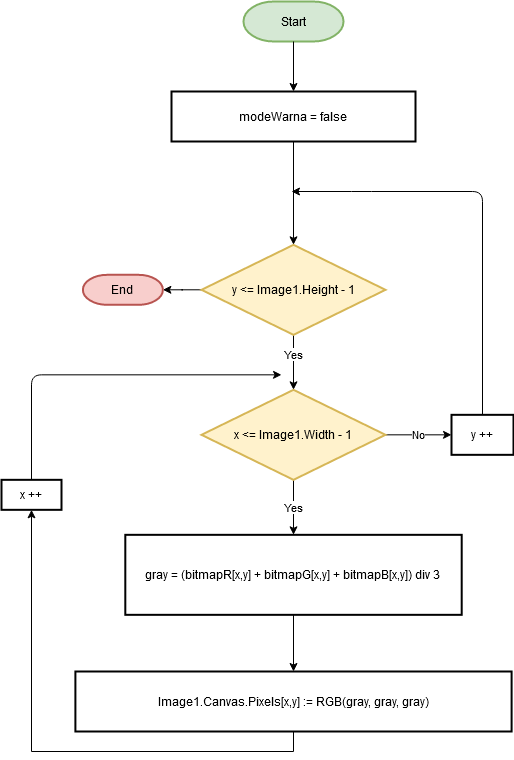 Start
modeWarna = false
y <= Image1.Height - 1
End
Yes
x <= Image1.Width - 1
No
y ++
x ++
Yes
gray = (bitmapR[x,y] + bitmapG[x,y] + bitmapB[x,y]) div 3
Image1.Canvas.Pixels[x,y] := RGB(gray, gray, gray)